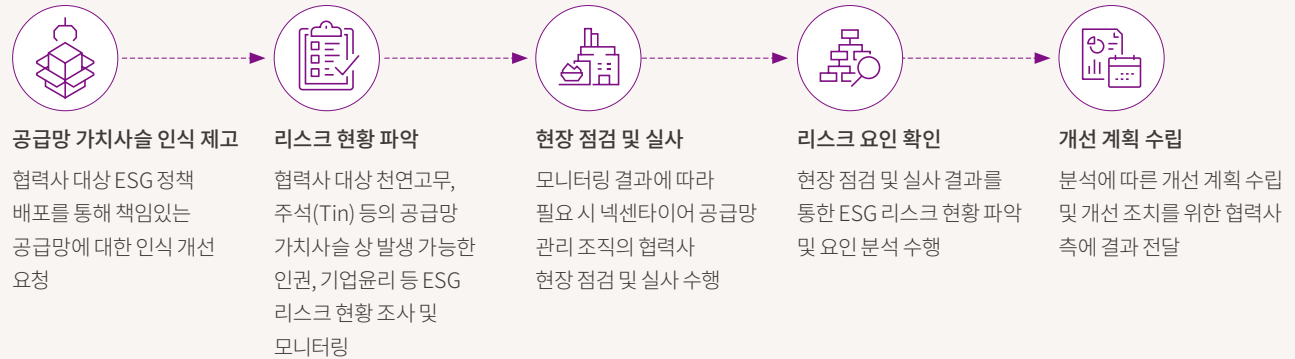 공급망 가치사슬 인식 제고
협력사 대상 ESG 정책
배포를 통해 책임있는
공급망에 대한 인식 개선
요청
리스크 현황 파악
협력사 대상 천연고무,
주석(Tin) 등의 공급망
가치사슬 상 발생 가능한
인권, 기업윤리 등 ESG
리스크 현황 조사 및
모니터링
현장 점검 및 실사
모니터링 결과에 따라
필요 시 넥센타이어 공급망
관리 조직의 협력사
현장 점검 및 실사 수행
리스크 요인 확인
현장 점검 및 실사 결과를
통한 ESG 리스크 현황 파악
및 요인 분석 수행
개선 계획 수립
분석에 따른 개선 계획 수립
및 개선 조치를 위한 협력사
측에 결과 전달